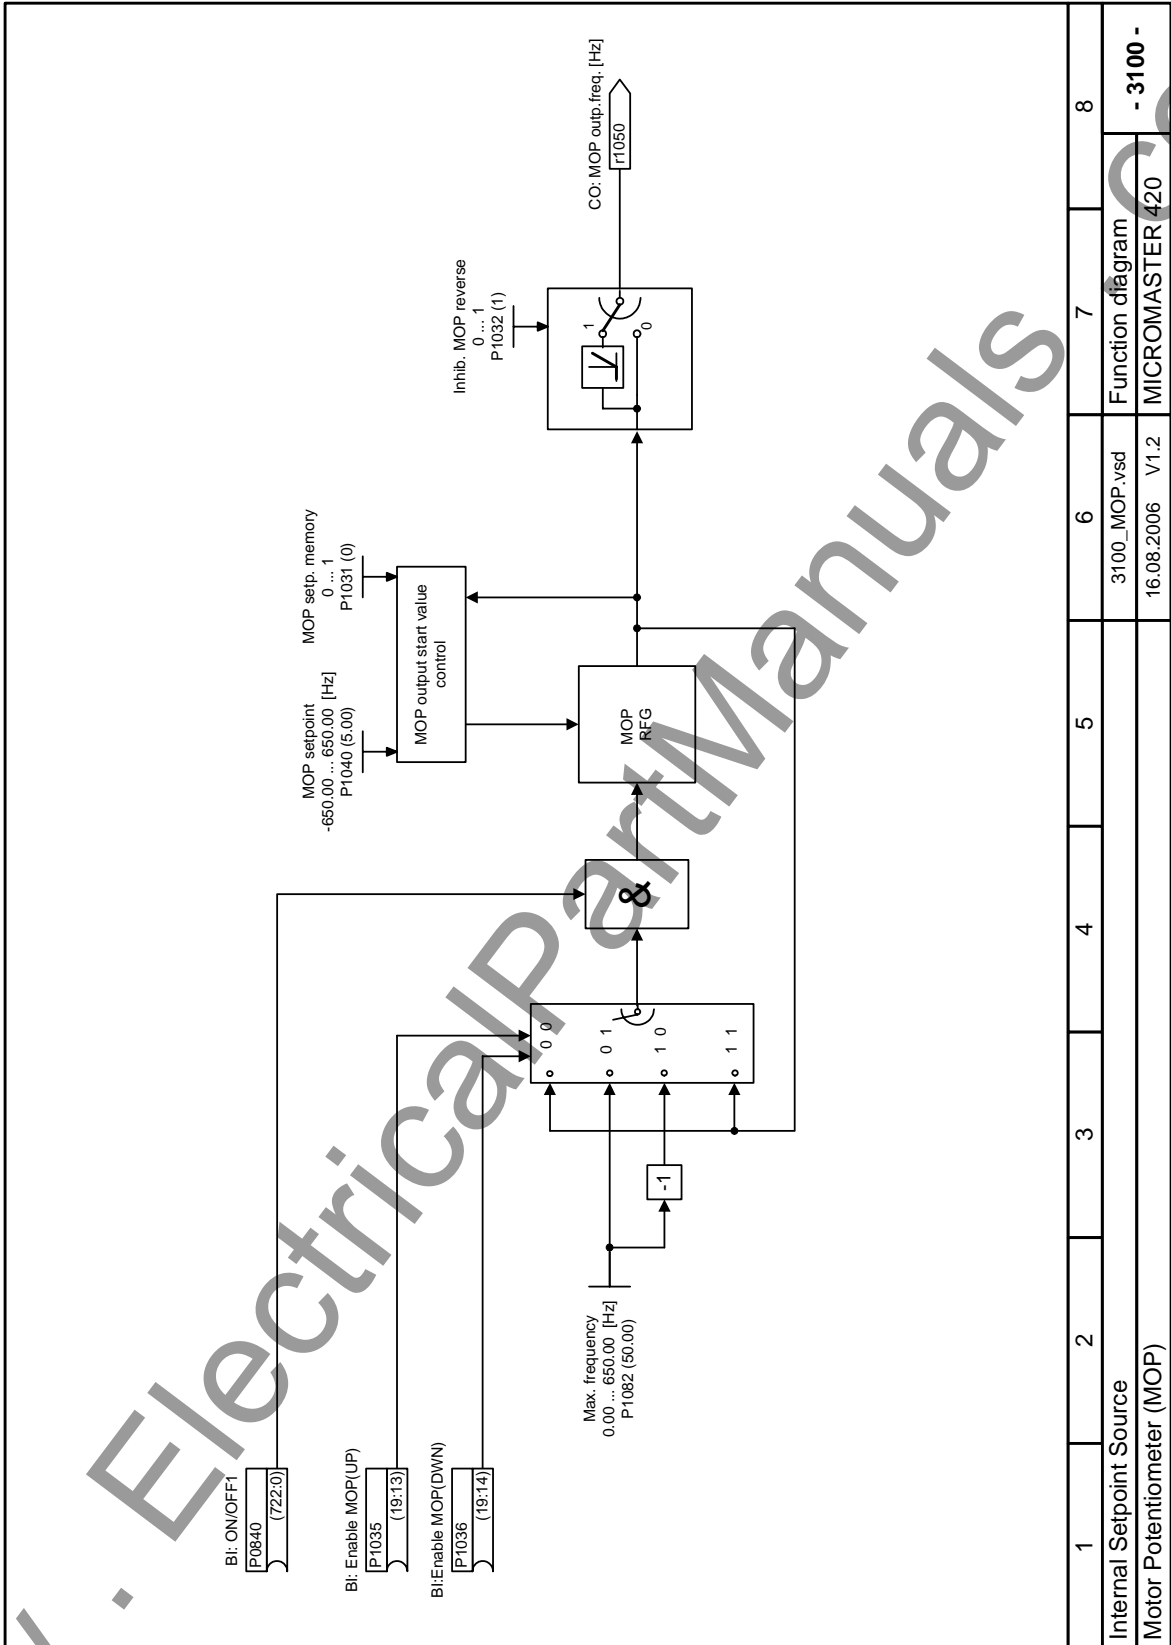 BI: ON/OFF1
P0840
(722:0)
BI: Enable MOP(UP)
P1035
(19:13)
BI:Enable MOP(DWN)
P1036
(19:14)
Max. frequency
0.00 ... 650.00 [Hz]
P1082 (50.00)
-1
0 0
0 1
1 0
1 1
&
MOP setpoint
-650.00 ... 650.00 [Hz]
P1040 (5.00)
MOP setp. memory
0 ... 1
P1031 (0)
MOP output start value
control
MOP
RFG
Inhib. MOP reverse
0 ... 1
P1032 (1)
1
0
CO: MOP outp.freq. [Hz]
r1050
1 2 3 4 5 6 7 8
Internal Setpoint Source
3100_MOP.vsd
Function diagram
- 3100 -
Motor Potentiometer (MOP)
16.08.2006 V1.2
MICROMASTER 420
. ElectricalPartManuals .